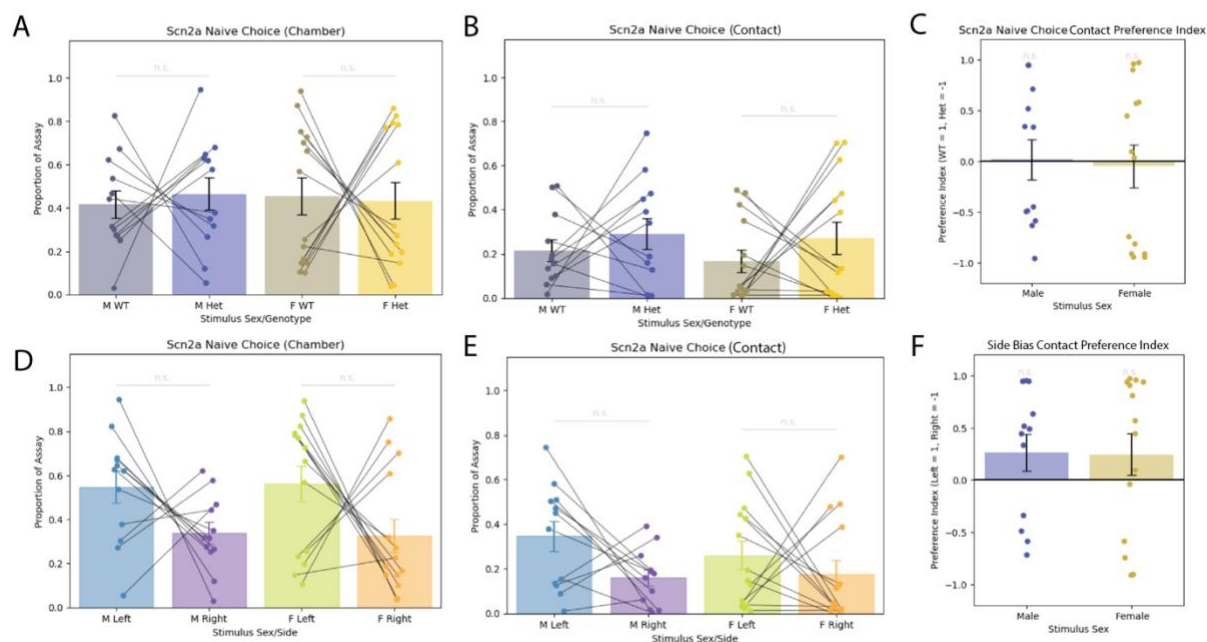 A
Scn2a Naive Choice (Chamber)
n.s.
n.s.
1.0
0.8
0.6
0.4
0.2
0.0
Proportion of Assay
M WT
M Het
F WT
F Het
Stimulus Sex/Genotype
B
Scn2a Naive Choice (Contact)
n.s.
n.s.
1.0
0.8
0.6
0.4
0.2
0.0
Proportion of Assay
M WT
M Het
F WT
F Het
Stimulus Sex/Genotype
C
Scn2a Naive Choice Contact Preference Index
n.s.
n.s.
1.0
0.5
0.0
−0.5
−1.0
Preference Index (WT = 1, Het = -1
Male
Female
Stimulus Sex
D
Scn2a Naive Choice (Chamber)
n.s.
n.s.
1.0
0.8
0.6
0.4
0.2
0.0
Proportion of Assay
M Left
M Right
F Left
F Right
Stimulus Sex/Side
E
Scn2a Naive Choice (Contact)
n.s.
n.s.
1.0
0.8
0.6
0.4
0.2
0.0
Proportion of Assay
M Left
M Right
F Left
F Right
Stimulus Sex/Side
F
Side Bias Contact Preference Index
n.s.
n.s.
1.0
0.5
0.0
−0.5
−1.0
Preference Index (Left = 1, Right = -1
Male
Female
Stimulus Sex